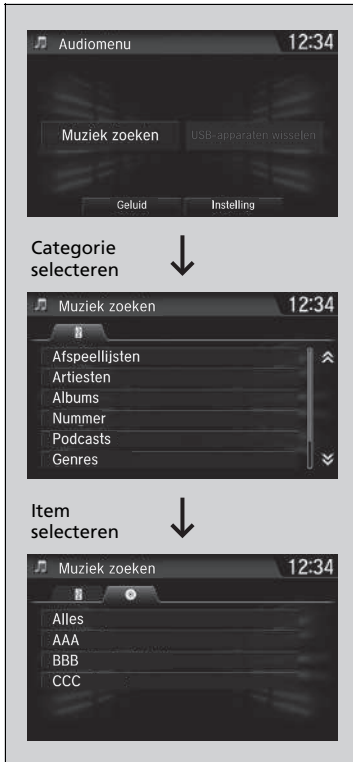 Audiomenu 12:34
Muziek zoeken USB-apparaten wisselen
Geluid Instelling
Categorie
selecteren
Muziek zoeken 12:34
Afspeellijsten
Artiesten
Albums
Nummer
Podcasts
Genres
Item
selecteren
Muziek zoeken 12:34
Alles
AAA
BBB
CCC